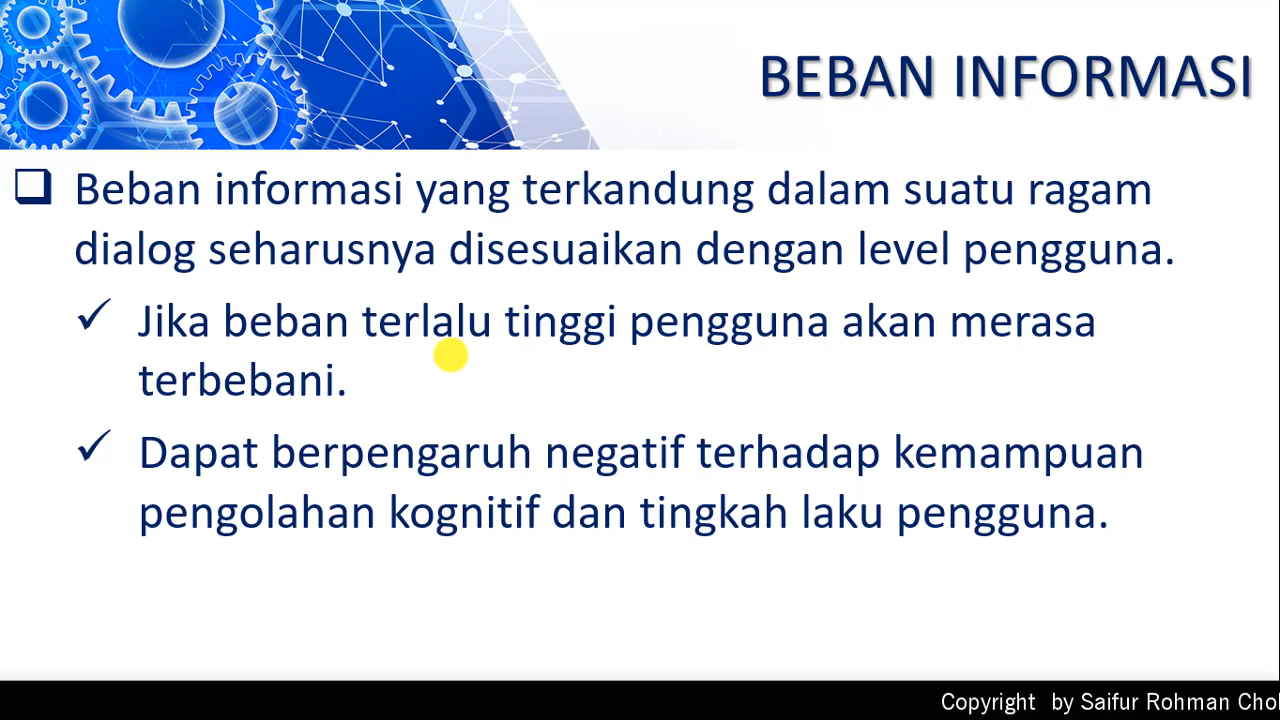 BEBAN INFORMASI
Beban informasi yang terkandung dalam suatu ragam
dialog seharusnya disesuaikan dengan level pengguna.
Jika beban terlalu tinggi pengguna akan merasa
terbebani.
Dapat berpengaruh negatif terhadap kemampuan
pengolahan kognitif dan tingkah laku pengguna.
Copyright by Saifur Rohman